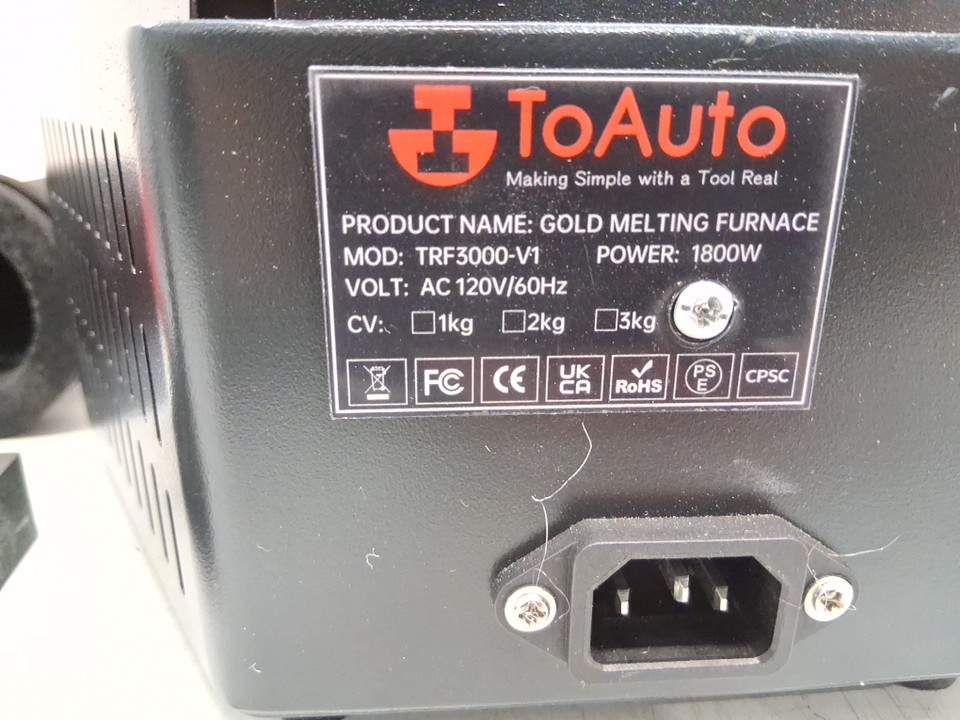 ToAuto
Making Simple with a Tool Real
PRODUCT NAME: GOLD MELTING FURNACE
MOD: TRF3000-V1 POWER: 1800W
VOLT: AC 120V/60Hz
CV: 1kg 2kg 3kg
FC CE UK CA RoHS PS E CPSC